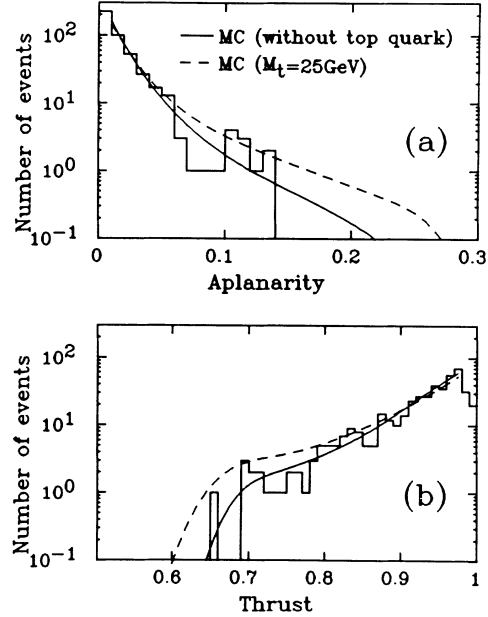 Number of events
10²
10¹
10⁰
10⁻¹
MC (without top quark)
MC (Mₜ=25GeV)
(a)
0 0.1 0.2 0.3
Aplanarity
Number of events
10²
10¹
10⁰
10⁻¹
(b)
0.6 0.7 0.8 0.9 1
Thrust